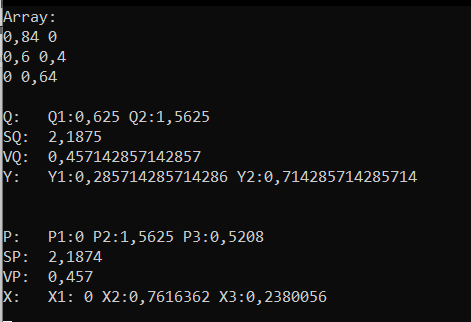 Array:
0,84 0
0,6 0,4
0 0,64
Q: Q1:0,625 Q2:1,5625
SQ: 2,1875
VQ: 0,457142857142857
Y: Y1:0,285714285714286 Y2:0,714285714285714
P: P1:0 P2:1,5625 P3:0,5208
SP: 2,1874
VP: 0,457
X: X1: 0 X2:0,7616362 X3:0,2380056